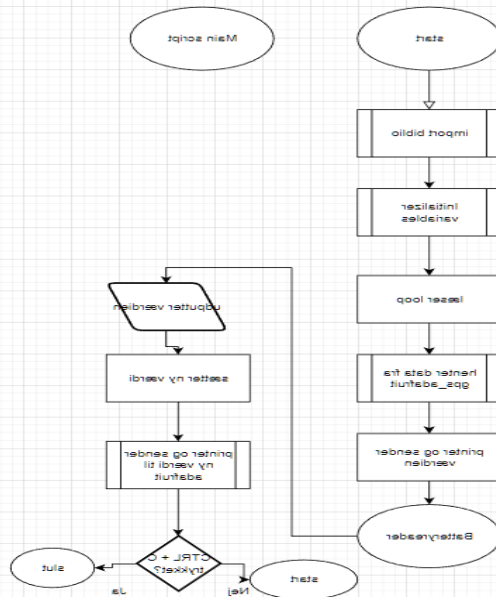 Main script
start
import biblio
Initializer
variables
læser loop
henter data fra
gps_adafruit
printer og sender
værdien
Batteryreader
udputter værdien
sætter ny værdi
printer og sender
ny værdi til
adafruit
CTRL + C
trykket?
Ja
Nej
slut
start